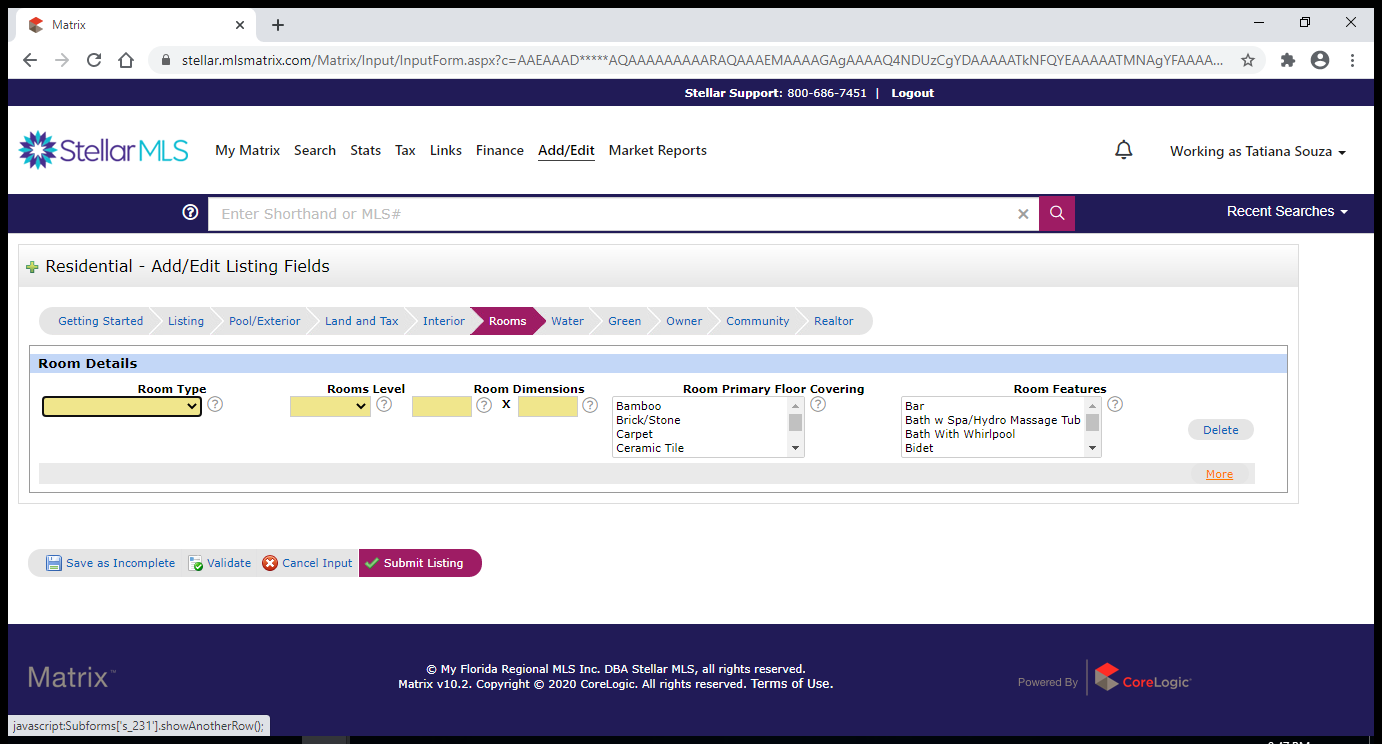 Matrix
stellar.mlsmatrix.com/Matrix/Input/InputForm.aspx?c=AAEAAAD*****AQAAAAAAAAARAQAAAEMAAAAGAgAAAAQ4NDUzCgYDAAAAATkNFQYEAAAAATMNAgYFAAAA...
Stellar Support: 800-686-7451 | Logout
StellarMLS My Matrix Search Stats Tax Links Finance Add/Edit Market Reports Working as Tatiana Souza
Enter Shorthand or MLS# Recent Searches
Residential - Add/Edit Listing Fields
Getting Started Listing Pool/Exterior Land and Tax Interior Rooms Water Green Owner Community Realtor
Room Details
Room Type Rooms Level Room Dimensions Room Primary Floor Covering Room Features
X
Bamboo
Brick/Stone
Carpet
Ceramic Tile
Bar
Bath w Spa/Hydro Massage Tub
Bath With Whirlpool
Bidet
Delete
More
Save as Incomplete Validate Cancel Input Submit Listing
Matrix™
© My Florida Regional MLS Inc. DBA Stellar MLS, all rights reserved.
Matrix v10.2. Copyright © 2020 CoreLogic. All rights reserved. Terms of Use.
Powered By CoreLogic
javascript:Subforms['s_231'].showAnotherRow();